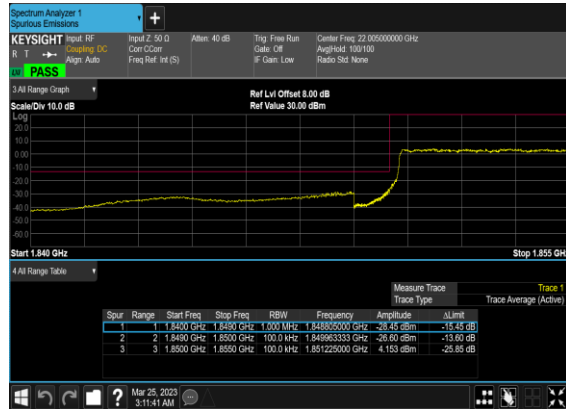 Spectrum Analyzer 1
Spurious Emissions
+
KEYSIGHT Input: RF Input Z: 50 Ω Atten: 40 dB Trig: Free Run Center Freq: 22.005000000 GHz
R T Coupling: DC Corr CCorr Gate: Off Avg|Hold: 100/100
Align: Auto Freq Ref: Int (S) IF Gain: Low Radio Std: None
PASS
3 All Range Graph
Ref Lvl Offset 8.00 dB
Scale/Div 10.0 dB Ref Value 30.00 dBm
Log
20.0
10.0
0.00
-10.0
-20.0
-30.0
-40.0
-50.0
-60.0
Start 1.840 GHz Stop 1.855 GH
4 All Range Table
Measure Trace Trace 1
Trace Type Trace Average (Active)
Spur Range Start Freq Stop Freq RBW Frequency Amplitude ΔLimit
1 1 1.8400 GHz 1.8490 GHz 1.000 MHz 1.848805000 GHz -28.45 dBm -15.45 dB
2 2 1.8490 GHz 1.8500 GHz 100.0 kHz 1.849963333 GHz -26.60 dBm -13.60 dB
3 3 1.8500 GHz 1.8550 GHz 100.0 kHz 1.851225000 GHz 4.153 dBm -25.85 dB
? Mar 25, 2023
3:11:41 AM